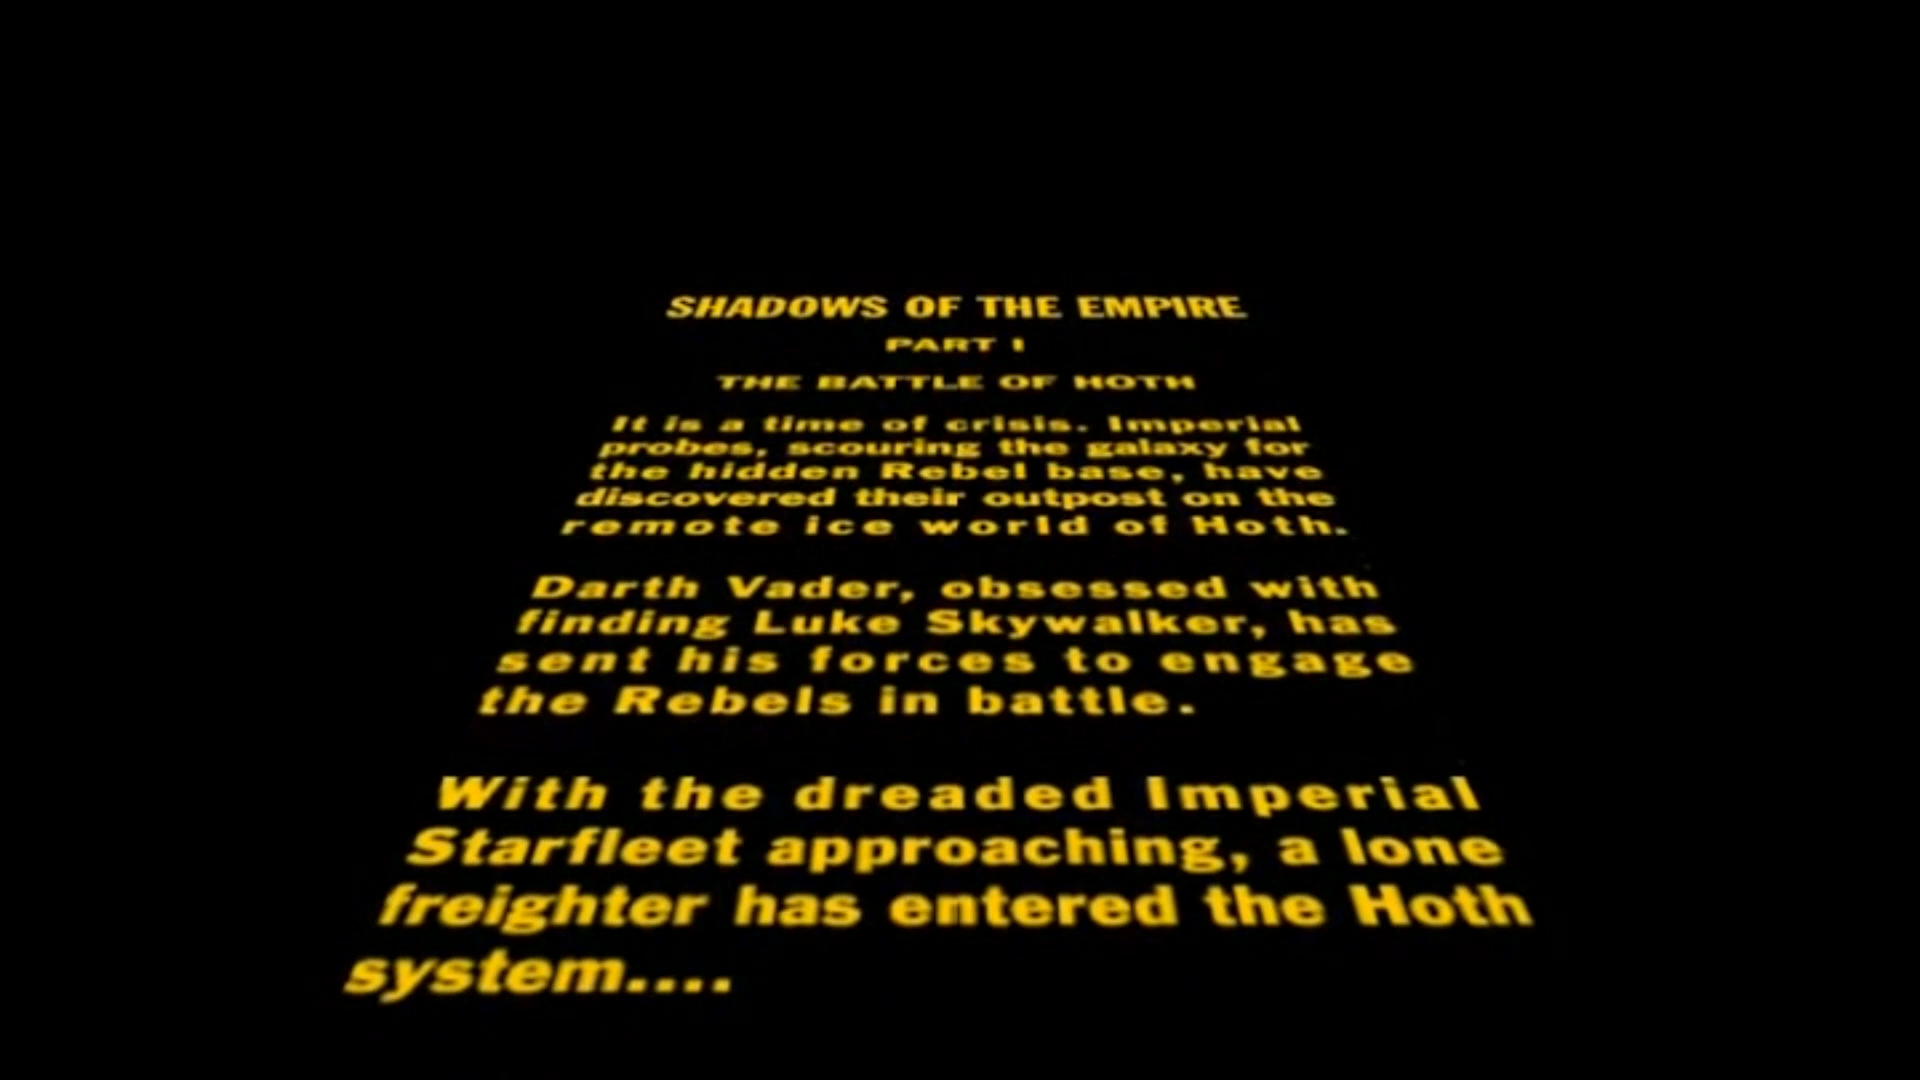 SHADOWS OF THE EMPIRE
PART I
THE BATTLE OF HOTH
It is a time of crisis. Imperial
probes, scouring the galaxy for
the hidden Rebel base, have
discovered their outpost on the
remote ice world of Hoth.
Darth Vader, obsessed with
finding Luke Skywalker, has
sent his forces to engage
the Rebels in battle.
With the dreaded Imperial
Starfleet approaching, a lone
freighter has entered the Hoth
system....